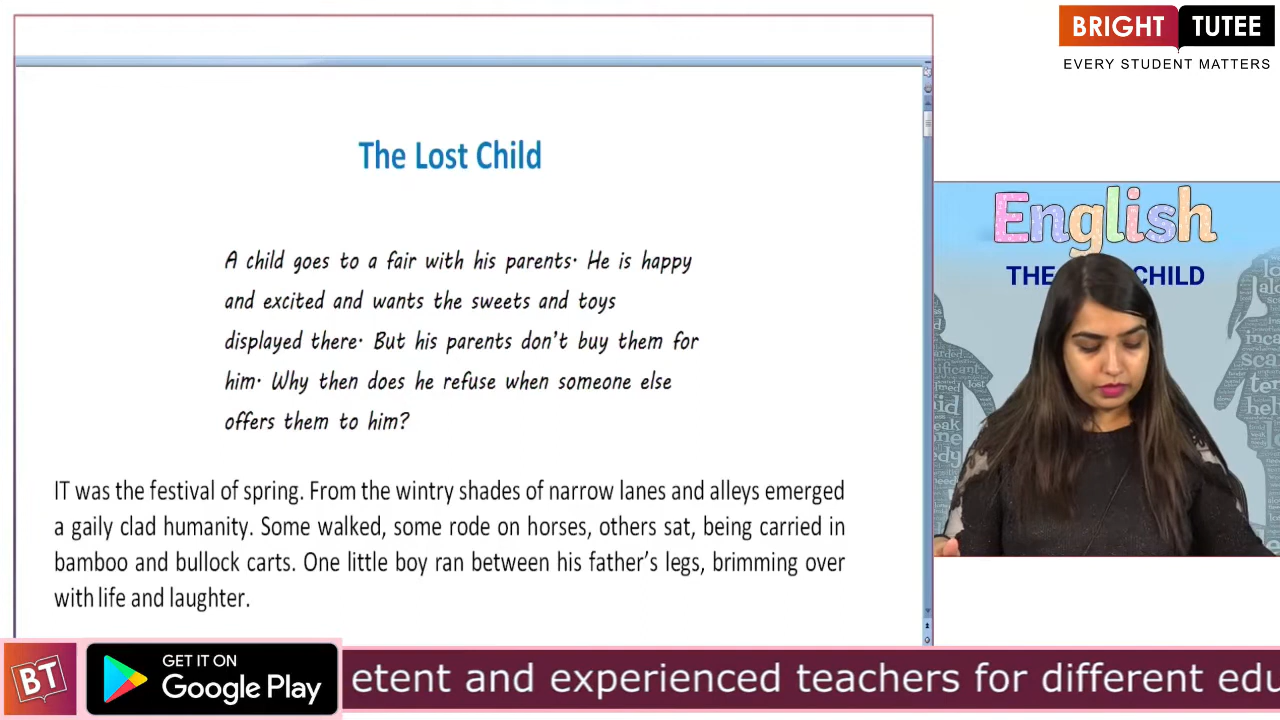 BRIGHT TUTEE
EVERY STUDENT MATTERS
The Lost Child
A child goes to a fair with his parents. He is happy
and excited and wants the sweets and toys
displayed there. But his parents don't buy them for
him. Why then does he refuse when someone else
offers them to him?
IT was the festival of spring. From the wintry shades of narrow lanes and alleys emerged
a gaily clad humanity. Some walked, some rode on horses, others sat, being carried in
bamboo and bullock carts. One little boy ran between his father's legs, brimming over
with life and laughter.
English
THE CHILD
BT
GET IT ON
Google Play
etent and experienced teachers for different edu